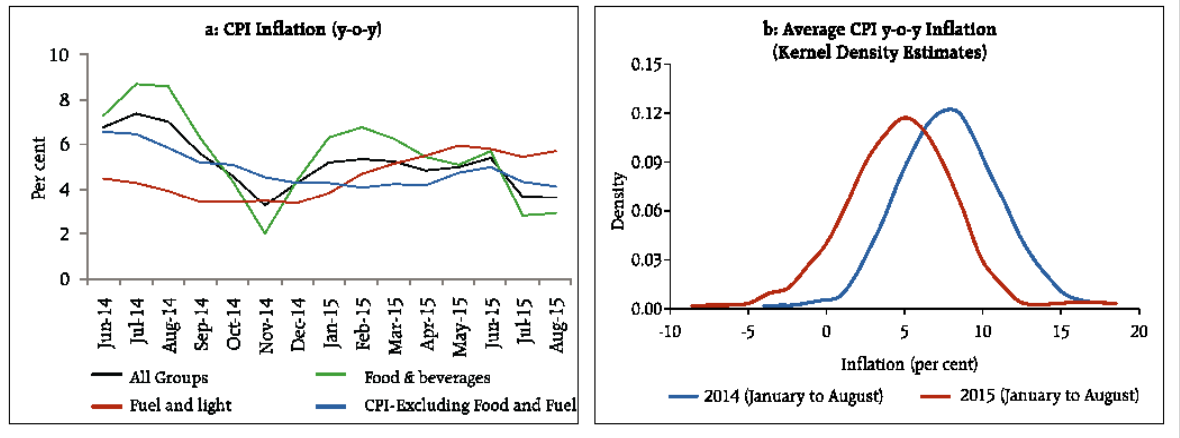 a: CPI Inflation (y-o-y)
Per cent
10
8
6
4
2
0
Jun-14
Jul-14
Aug-14
Sep-14
Oct-14
Nov-14
Dec-14
Jan-15
Feb-15
Mar-15
Apr-15
May-15
Jun-15
Jul-15
Aug-15
All Groups
Food & beverages
Fuel and light
CPI-Excluding Food and Fuel
b: Average CPI y-o-y Inflation
(Kernel Density Estimates)
Density
0.15
0.12
0.09
0.06
0.03
0.00
-10 -5 0 5 10 15 20
Inflation (per cent)
2014 (January to August)
2015 (January to August)